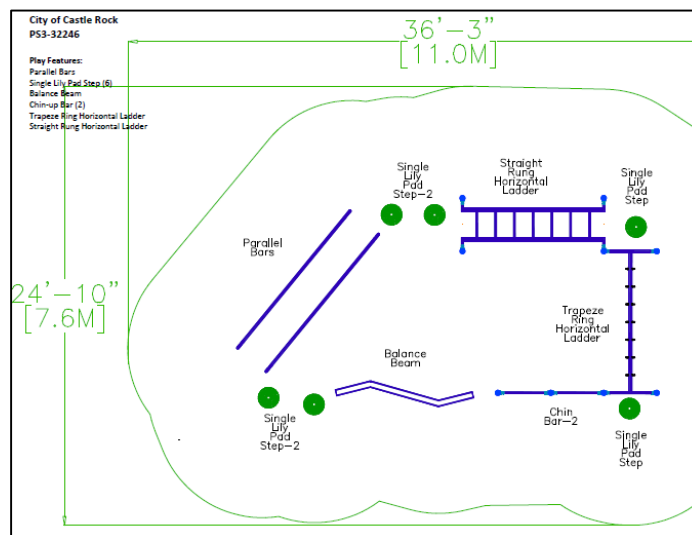 City of Castle Rock
PS3-32246
Play Features:
Parallel Bars
Single Lily Pad Step (6)
Balance Beam
Chin-up Bar (2)
Trapeze Ring Horizontal Ladder
Straight Rung Horizontal Ladder
36'-3"
[11.0M]
24'-10"
[7.6M]
Single
Lily
Pad
Step-2
Straight
Rung
Horizontal
Ladder
Single
Lily
Pad
Step
Parallel
Bars
Trapeze
Ring
Horizontal
Ladder
Balance
Beam
Single
Lily
Pad
Step-2
Chin
Bar-2
Single
Lily
Pad
Step